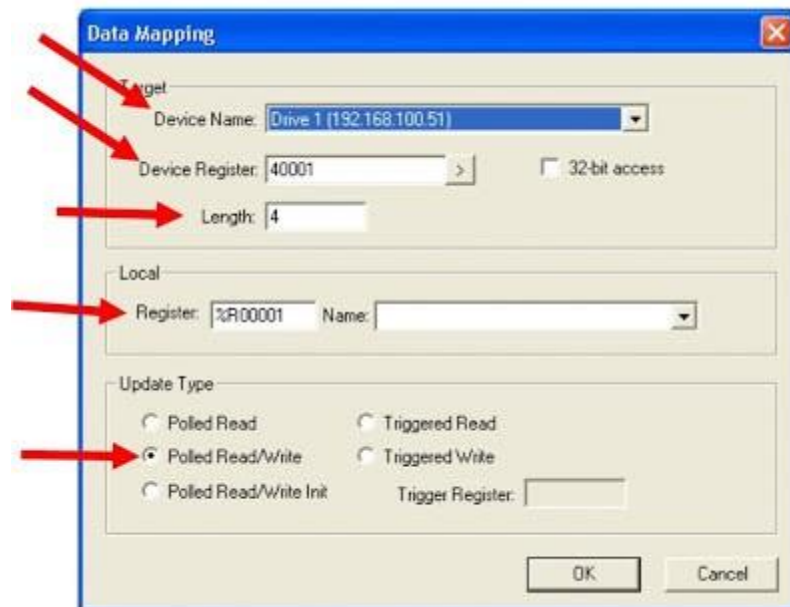 Data Mapping
Target
Device Name: Drive 1 (192.168.100.51)
Device Register: 40001 > 32-bit access
Length: 4
Local
Register: %R00001 Name:
Update Type
Polled Read Triggered Read
Polled Read/Write Triggered Write
Polled Read/Write Init Trigger Register:
OK Cancel